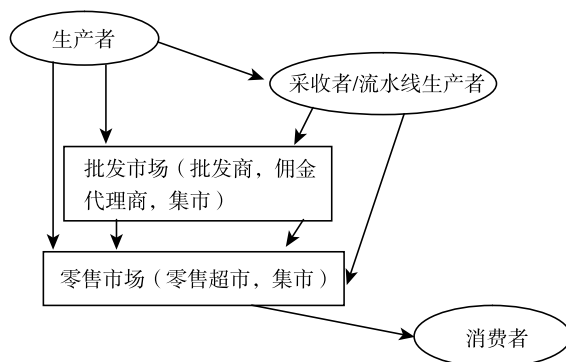 生产者
采收者/流水线生产者
批发市场（批发商，佣金
代理商，集市）
零售市场（零售超市，集市）
消费者